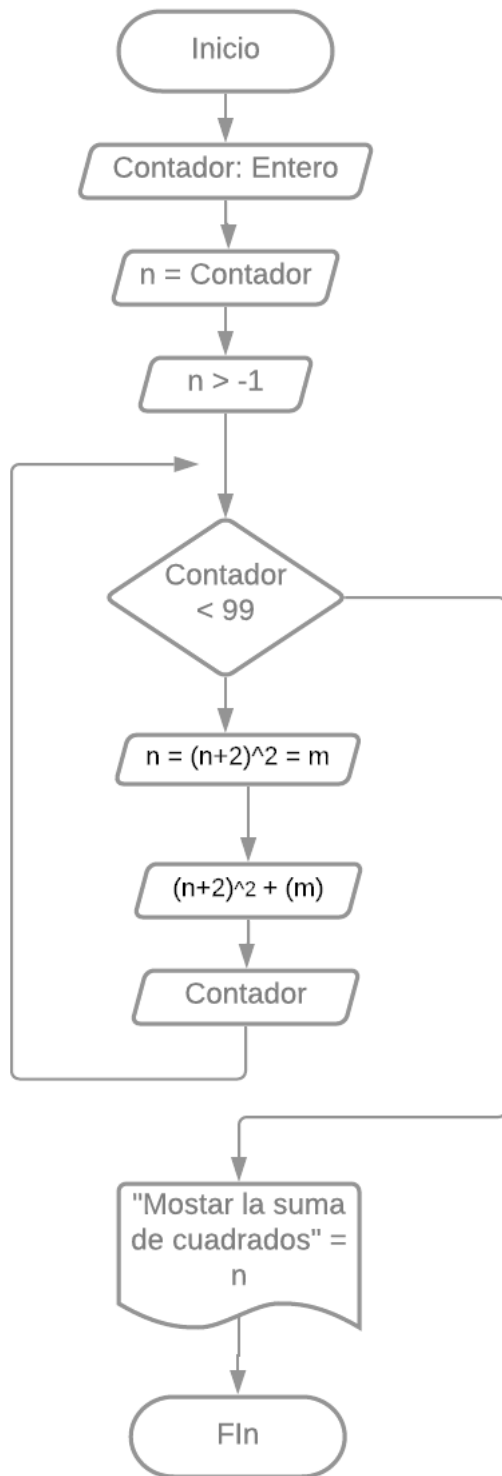 Inicio
Contador: Entero
n = Contador
n > -1
Contador
< 99
n = (n+2)^2 = m
(n+2)^2 + (m)
Contador
"Mostar la suma
de cuadrados" =
n
FIn